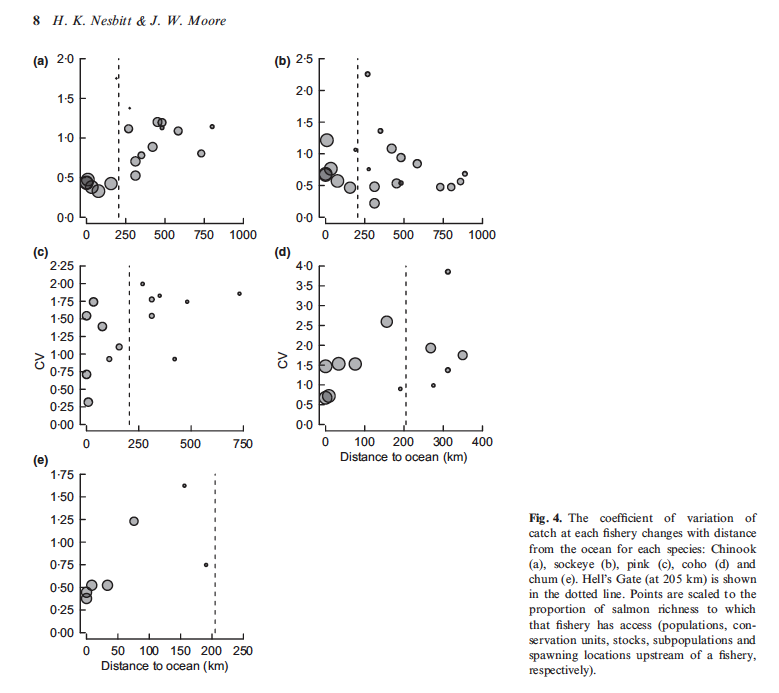 8 H. K. Nesbitt & J. W. Moore
(a)
2·0
1·5
1·0
0·5
0·0
0 250 500 750 1000
(b)
2·5
2·0
1·5
1·0
0·5
0·0
0 250 500 750 1000
(c)
2·25
2·00
1·75
1·50
1·25
1·00
0·75
0·50
0·25
0·00
CV
0 250 500 750
(d)
4·0
3·5
3·0
2·5
2·0
1·5
1·0
0·5
0·0
CV
0 100 200 300 400
Distance to ocean (km)
(e)
1·75
1·50
1·25
1·00
0·75
0·50
0·25
0·00
0 50 100 150 200 250
Distance to ocean (km)
Fig. 4. The coefficient of variation of
catch at each fishery changes with distance
from the ocean for each species: Chinook
(a), sockeye (b), pink (c), coho (d) and
chum (e). Hell's Gate (at 205 km) is shown
in the dotted line. Points are scaled to the
proportion of salmon richness to which
that fishery has access (populations, con-
servation units, stocks, subpopulations and
spawning locations upstream of a fishery,
respectively).